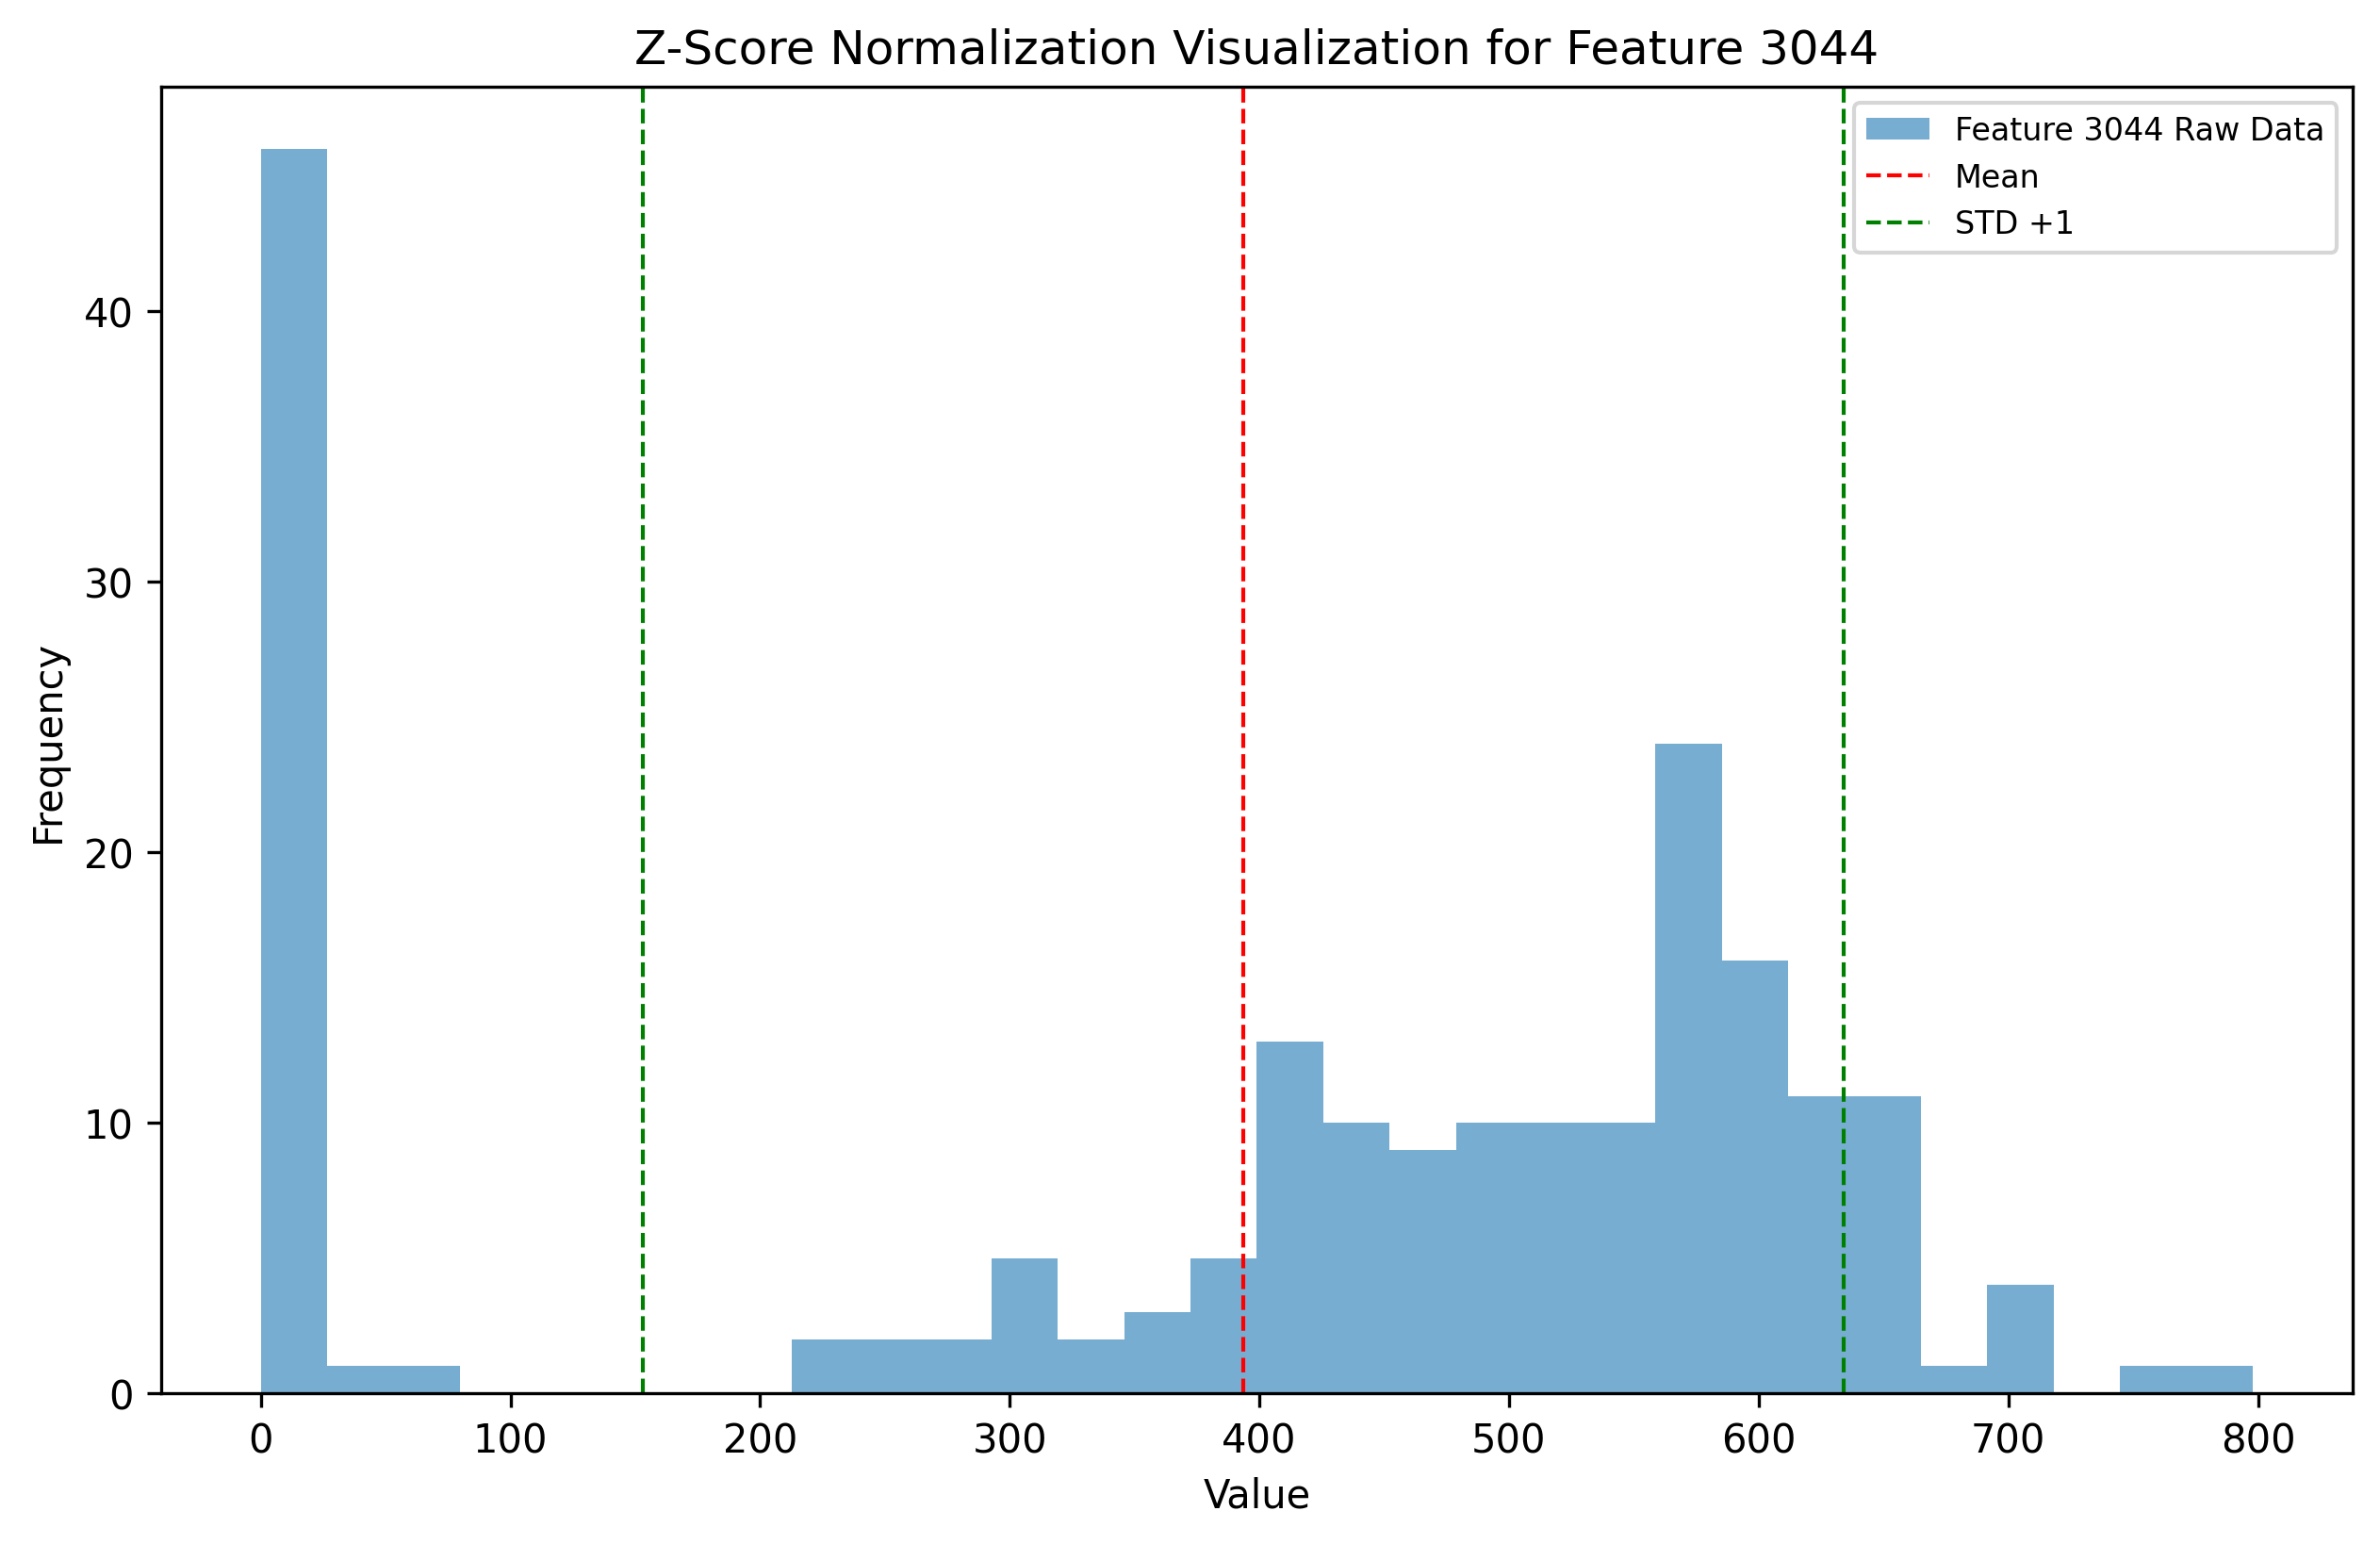 Z-Score Normalization Visualization for Feature 3044
Feature 3044 Raw Data
Mean
STD +1
40
30
20
10
0
Frequency
0 100 200 300 400 500 600 700 800
Value